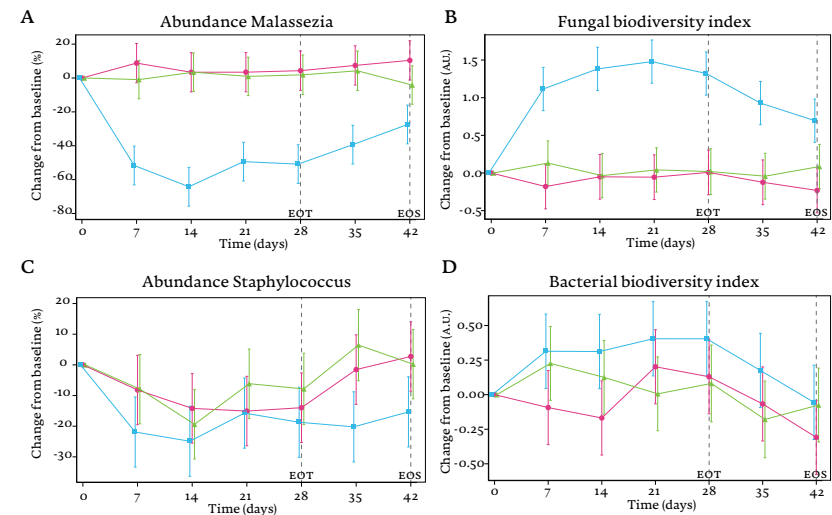 A
Abundance Malassezia
Change from baseline (%)
20
0
-20
-40
-60
-80
EOT
EOS
0 7 14 21 28 35 42
Time (days)
B
Fungal biodiversity index
Change from baseline (A.U.)
1.5
1.0
0.5
0.0
-0.5
EOT
EOS
0 7 14 21 28 35 42
Time (days)
C
Abundance Staphylococcus
Change from baseline (%)
20
10
0
-10
-20
-30
EOT
EOS
0 7 14 21 28 35 42
Time (days)
D
Bacterial biodiversity index
Change from baseline (A.U.)
0.50
0.25
0.00
-0.25
-0.50
EOT
EOS
0 7 14 21 28 35 42
Time (days)